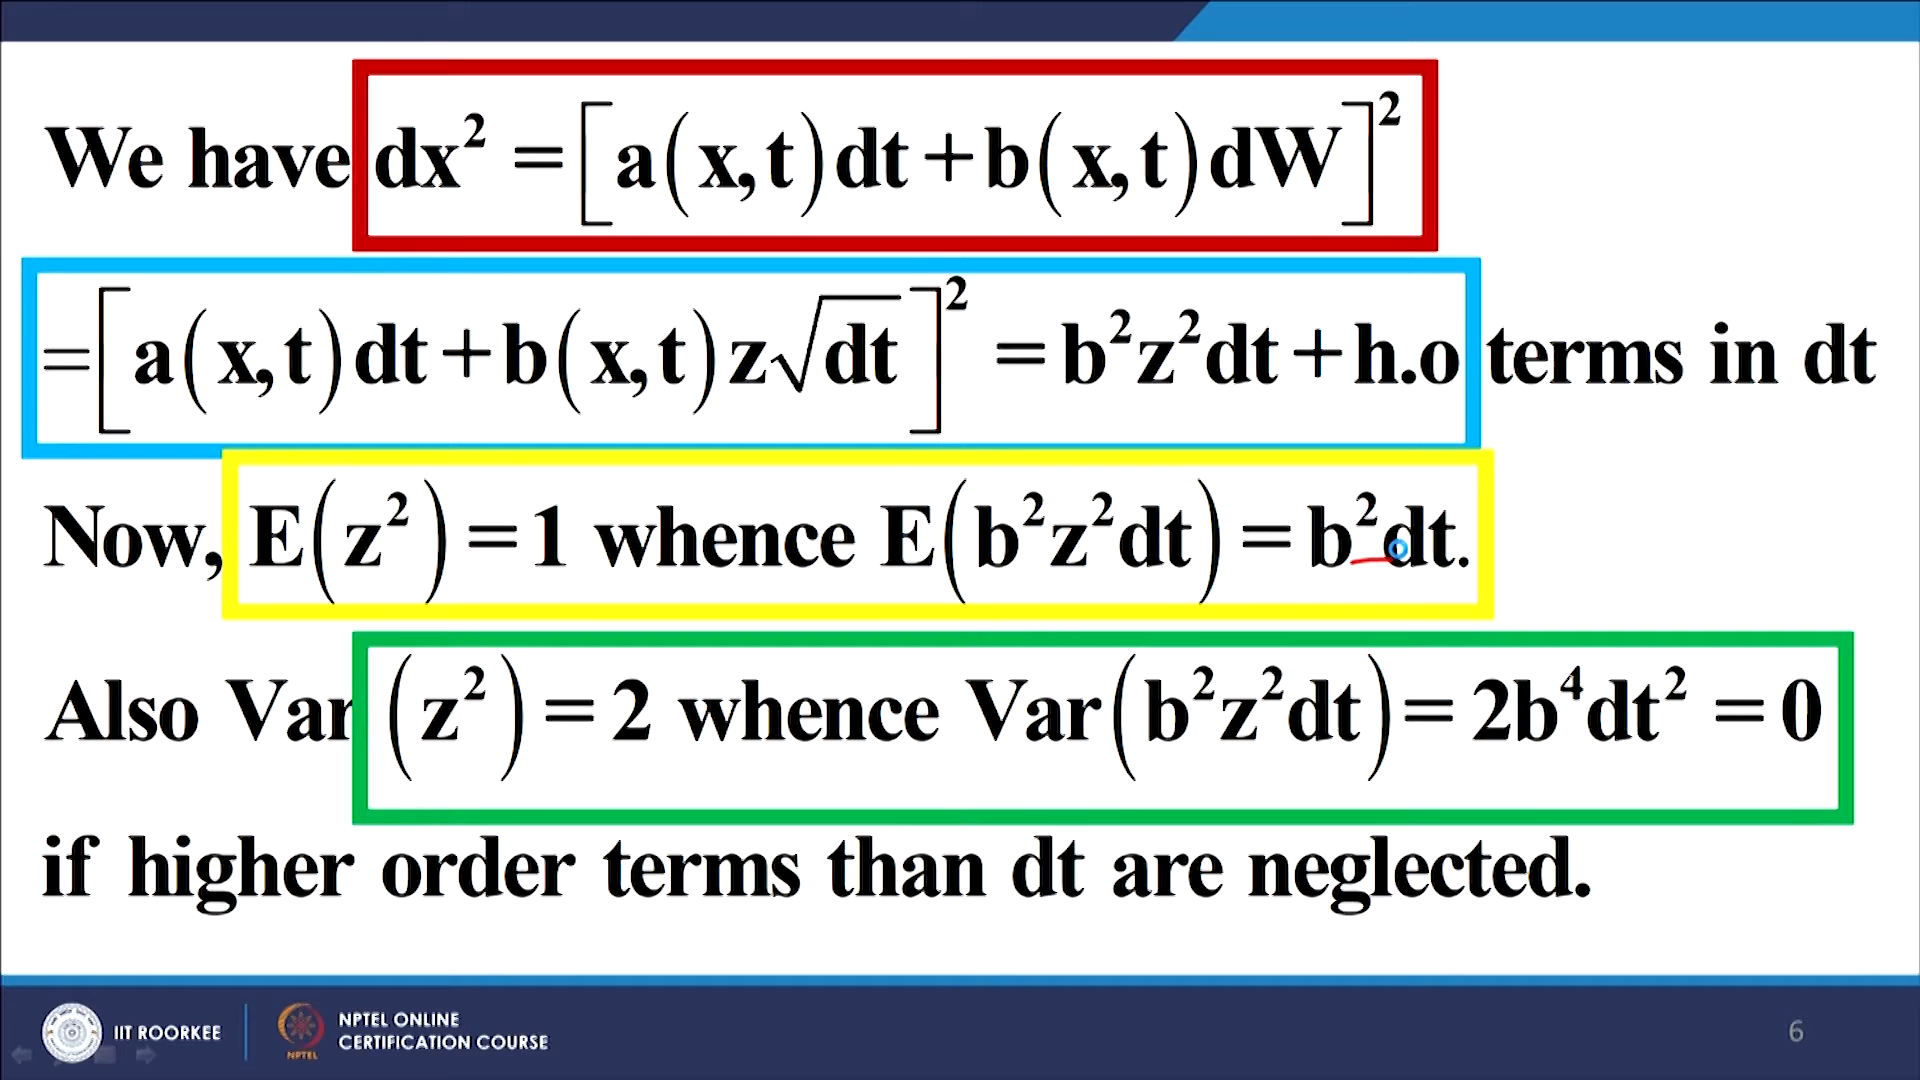 We have dx² = [a(x,t)dt+b(x,t)dW]²
=[a(x,t)dt+b(x,t)z√dt]² =b²z²dt+h.o terms in dt
Now, E(z²)=1 whence E(b²z²dt)=b²dt.
Also Var (z²)=2 whence Var(b²z²dt)=2b⁴dt² =0
if higher order terms than dt are neglected.
IIT ROORKEE
NPTEL
NPTEL ONLINE
CERTIFICATION COURSE
6